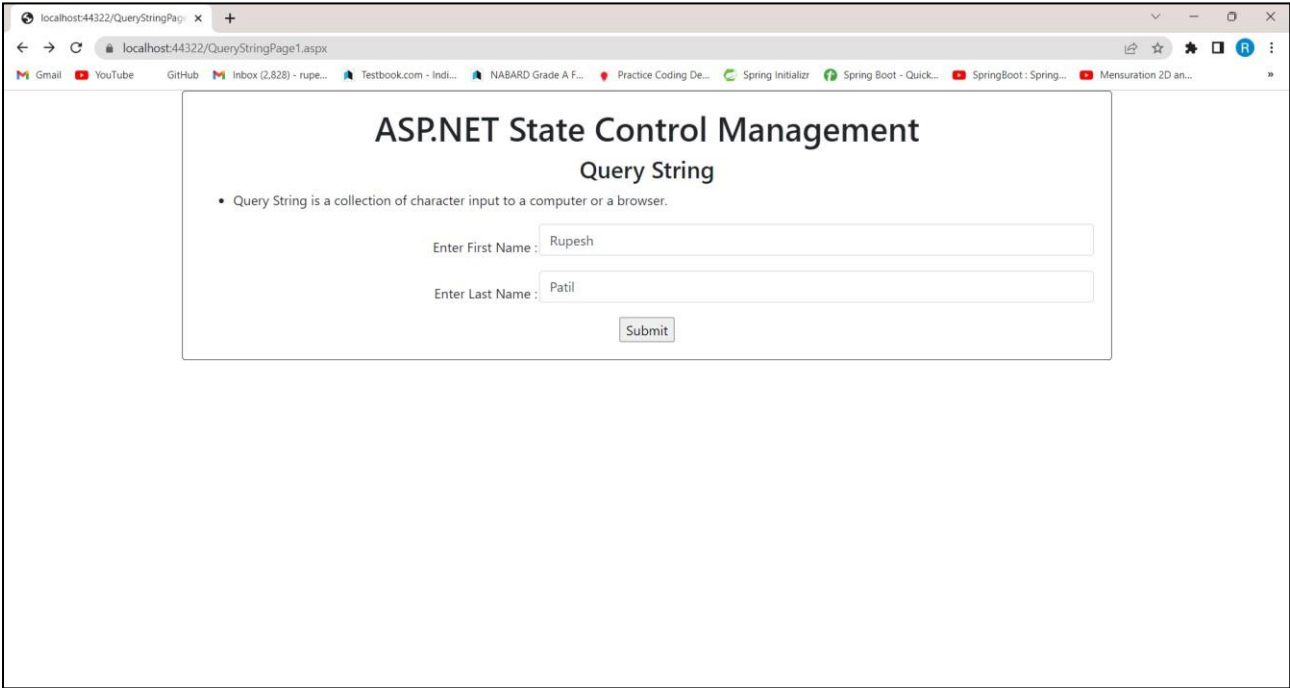 localhost:44322/QueryStringPage
localhost:44322/QueryStringPage1.aspx
R
Gmail YouTube GitHub Inbox (2,828) - rupe... Testbook.com - Indi... NABARD Grade A F... Practice Coding De... Spring Initializr Spring Boot - Quick... SpringBoot : Spring... Mensuration 2D an... »
ASP.NET State Control Management
Query String
• Query String is a collection of character input to a computer or a browser.
Enter First Name : Rupesh
Enter Last Name : Patil
Submit